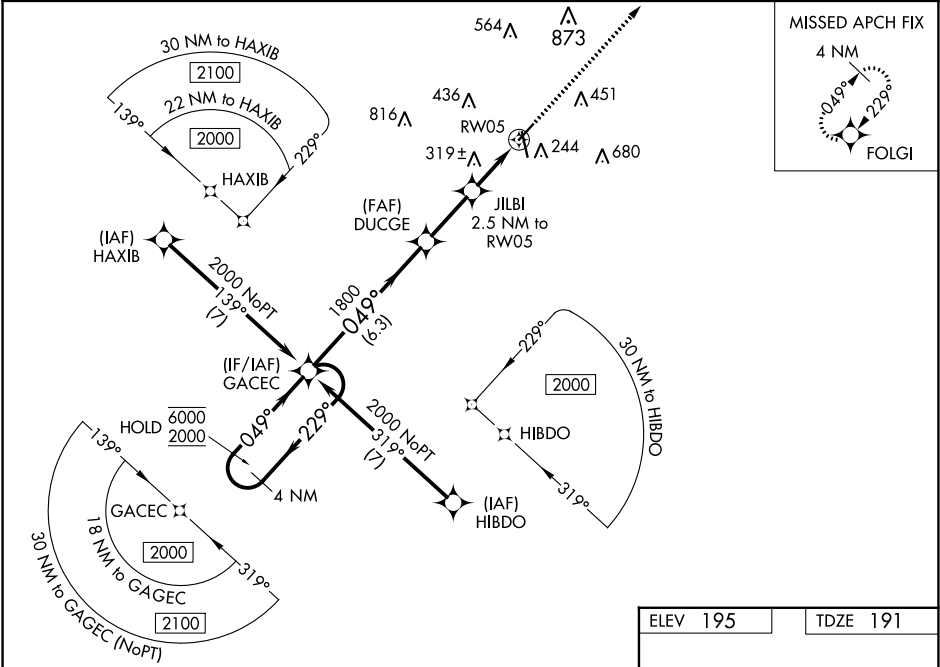 564
873
MISSED APCH FIX
4 NM
049°
229°
FOLGI
30 NM to HAXIB
2100
139°
22 NM to HAXIB
2000
229°
HAXIB
436
816
451
RW05
319±
244
680
(FAF)
DUCGE
JILBI
2.5 NM to
RW05
(IAF)
HAXIB
2000 NoPT
139°
(7)
1800
049°
(6.3)
(IF/IAF)
GACEC
229°
30 NM to HIBDO
2000
HIBDO
319°
HOLD
6000
2000
049°
229°
4 NM
2000 NoPT
319°
(7)
(IAF)
HIBDO
139°
GACEC
2000
18 NM to GAGEC
319°
2100
30 NM to GAGEC (NoPT)
ELEV 195
TDZE 191